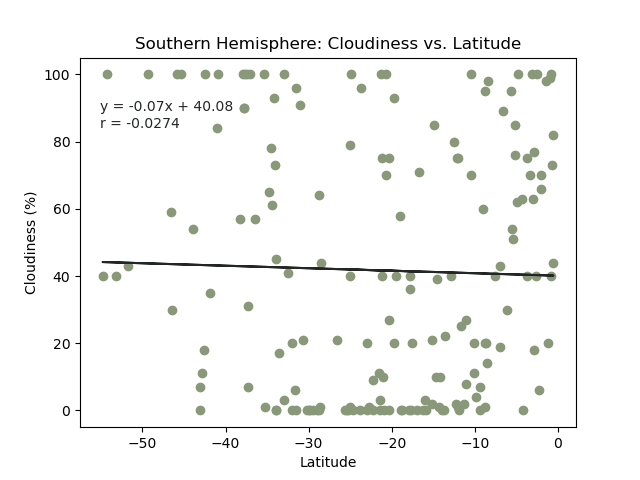 Southern Hemisphere: Cloudiness vs. Latitude
100
80
60
40
20
0
Cloudiness (%)
y = -0.07x + 40.08
r = -0.0274
−50
−40
−30
−20
−10
0
Latitude